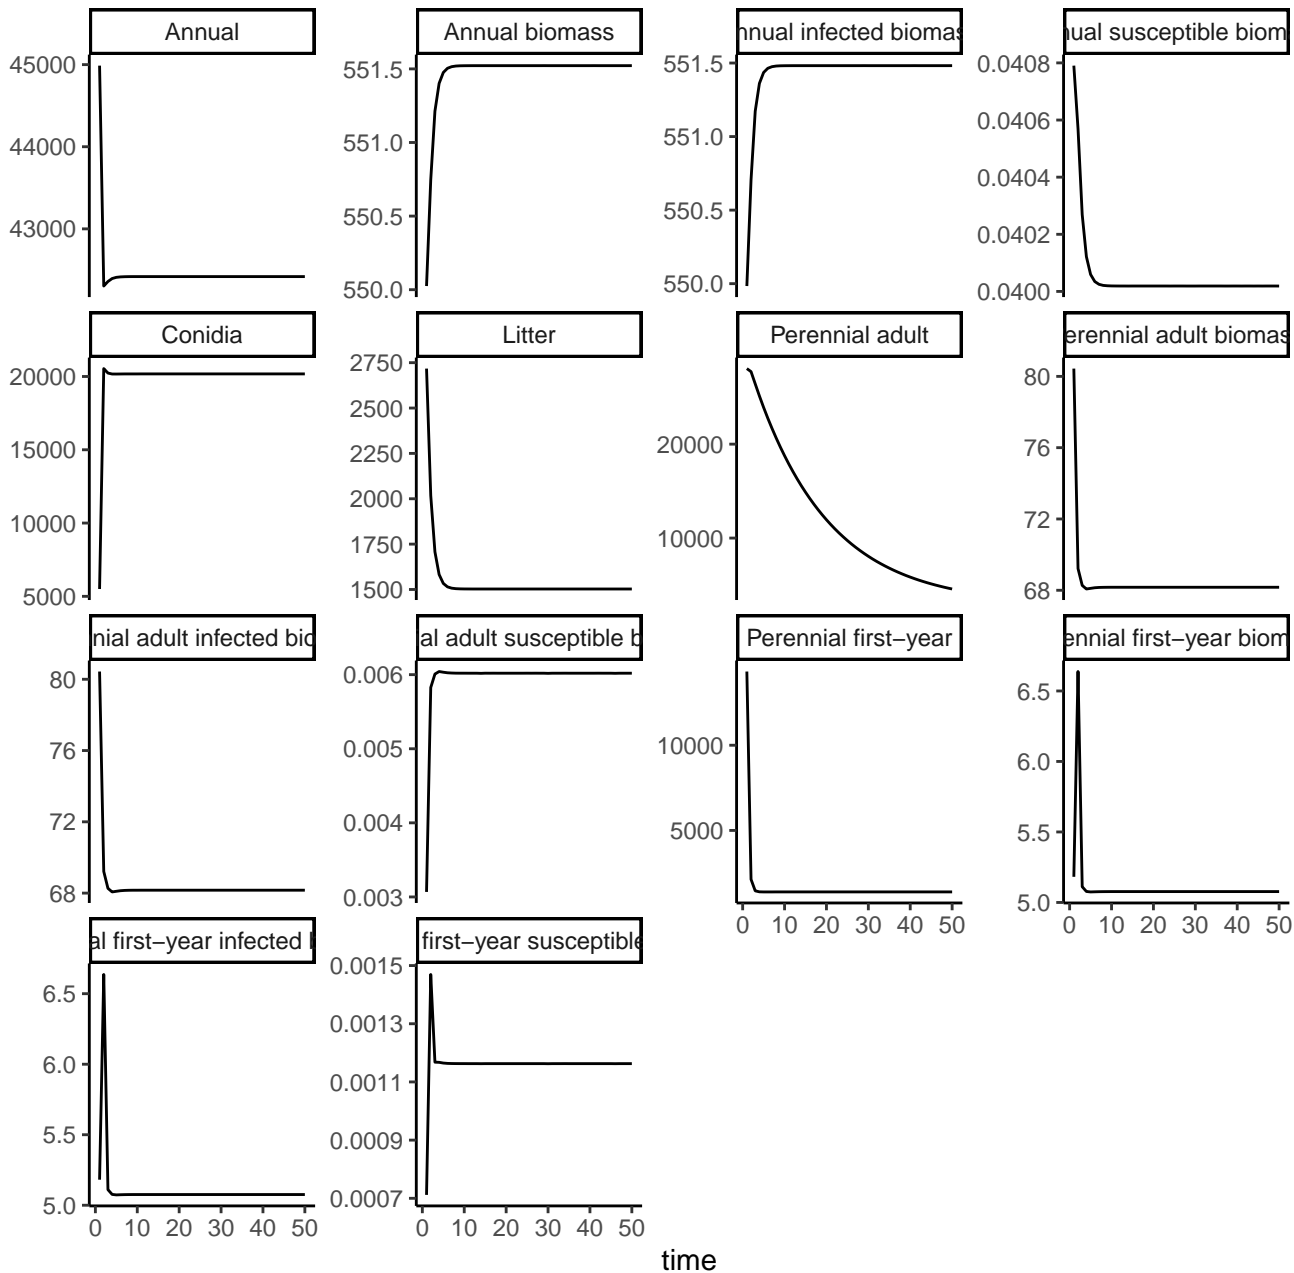 Annual
Annual biomass
nnual infected biomas
nual susceptible biom
45000
44000
43000
551.5
551.0
550.5
550.0
551.5
551.0
550.5
550.0
0.0408
0.0406
0.0404
0.0402
0.0400
Conidia
Litter
Perennial adult
erennial adult biomas
20000
15000
10000
5000
2750
2500
2250
2000
1750
1500
20000
10000
80
76
72
68
nial adult infected bio
al adult susceptible b
Perennial first−year
ennial first−year biom
80
76
72
68
0.006
0.005
0.004
0.003
10000
5000
0 10 20 30 40 50
6.5
6.0
5.5
5.0
0 10 20 30 40 50
al first−year infected b
first−year susceptible
6.5
6.0
5.5
5.0
0 10 20 30 40 50
0.0015
0.0013
0.0011
0.0009
0.0007
0 10 20 30 40 50
time